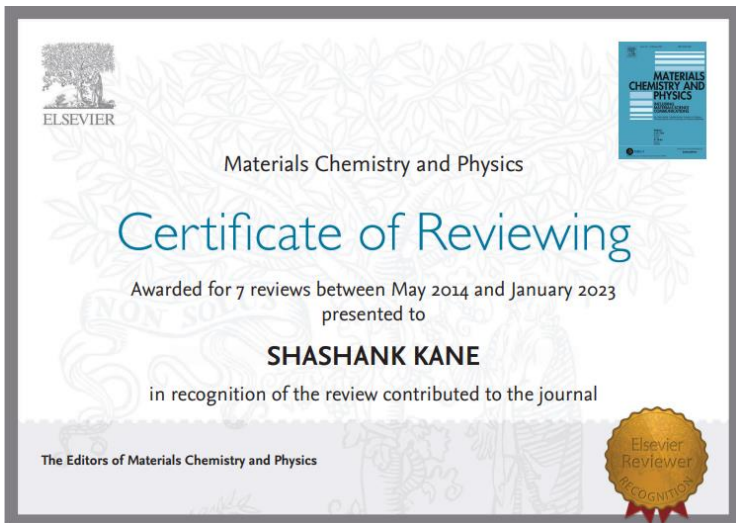 ELSEVIER
MATERIALS
CHEMISTRY AND
PHYSICS
Materials Chemistry and Physics
Certificate of Reviewing
Awarded for 7 reviews between May 2014 and January 2023
presented to
SHASHANK KANE
in recognition of the review contributed to the journal
The Editors of Materials Chemistry and Physics
Elsevier
Reviewer
RECOGNITION
NON SOLUS